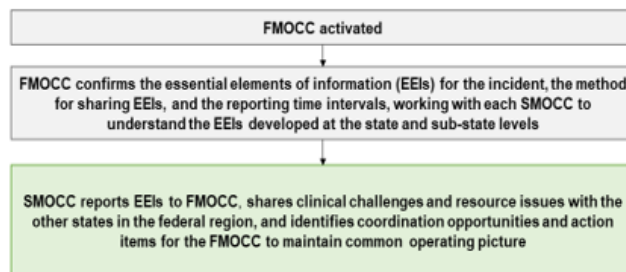 FMOCC activated
FMOCC confirms the essential elements of information (EEIs) for the incident, the method
for sharing EEIs, and the reporting time intervals, working with each SMOCC to
understand the EEIs developed at the state and sub-state levels
SMOCC reports EEIs to FMOCC, shares clinical challenges and resource issues with the
other states in the federal region, and identifies coordination opportunities and action
items for the FMOCC to maintain common operating picture